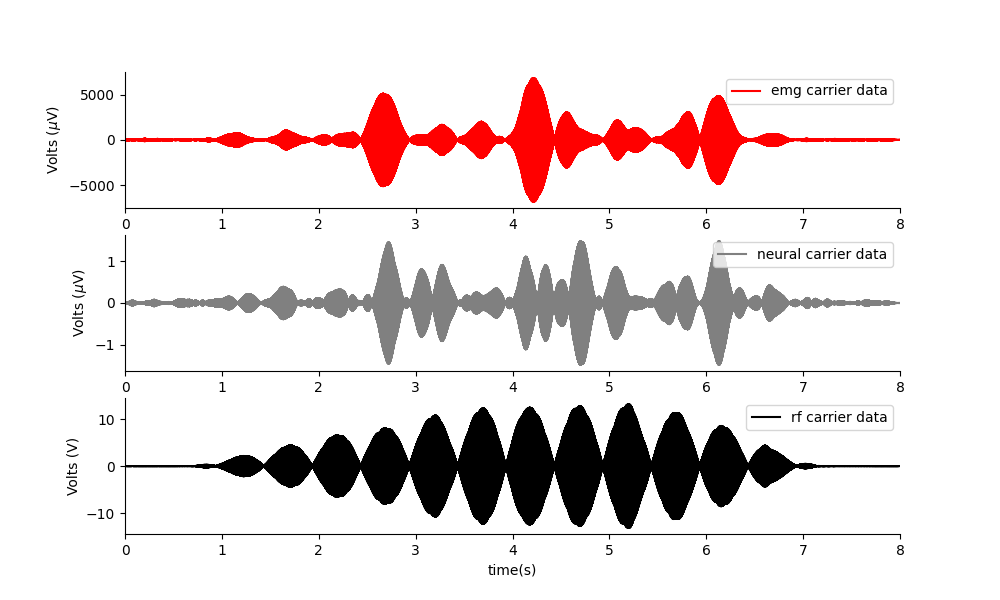 emg carrier data
Volts (μV)
5000
0
−5000
0 1 2 3 4 5 6 7 8
neural carrier data
Volts (μV)
1
0
−1
0 1 2 3 4 5 6 7 8
rf carrier data
Volts (V)
10
0
−10
0 1 2 3 4 5 6 7 8
time(s)